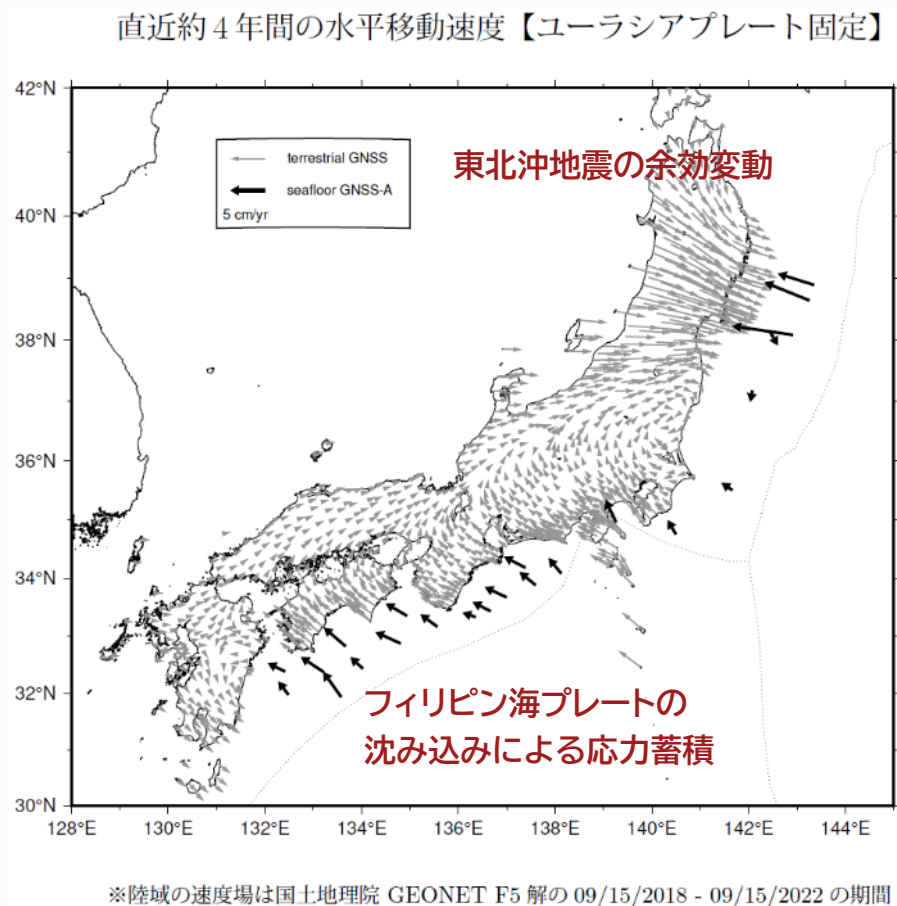 直近約4年間の水平移動速度【ユーラシアプレート固定】
42°N
terrestrial GNSS
seafloor GNSS-A
5 cm/yr
東北沖地震の余効変動
40°N
38°N
36°N
34°N
32°N
フィリピン海プレートの
沈み込みによる応力蓄積
30°N
128°E 130°E 132°E 134°E 136°E 138°E 140°E 142°E 144°E
※陸域の速度場は国土地理院 GEONET F5 解の 09/15/2018 - 09/15/2022 の期間